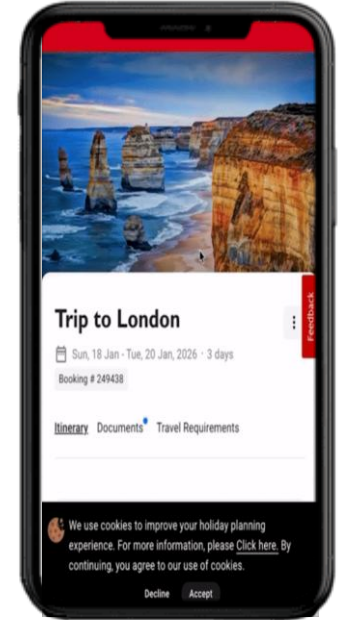 Trip to London
Feedback
Sun, 18 Jan - Tue, 20 Jan, 2026 · 3 days
Booking # 249438
Itinerary Documents Travel Requirements
We use cookies to improve your holiday planning
experience. For more information, please Click here. By
continuing, you agree to our use of cookies.
Decline Accept